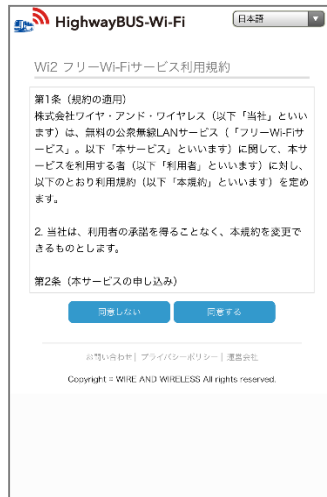 HighwayBUS-Wi-Fi
日本語
Wi2 フリーWi-Fiサービス利用規約
第1条（規約の適用）
株式会社ワイヤ・アンド・ワイヤレス（以下「当社」といい
ます）は、無料の公衆無線LANサービス（「フリーWi-Fiサ
ービス」。以下「本サービス」といいます）に関して、本サ
ービスを利用する者（以下「利用者」といいます）に対し、
以下のとおり利用規約（以下「本規約」といいます）を定め
ます。
2. 当社は、利用者の承諾を得ることなく、本規約を変更で
きるものとします。
第2条（本サービスの申し込み）
同意しない
同意する
お問い合わせ| プライバシーポリシー| 運営会社
Copyright = WIRE AND WIRELESS All rights reserved.